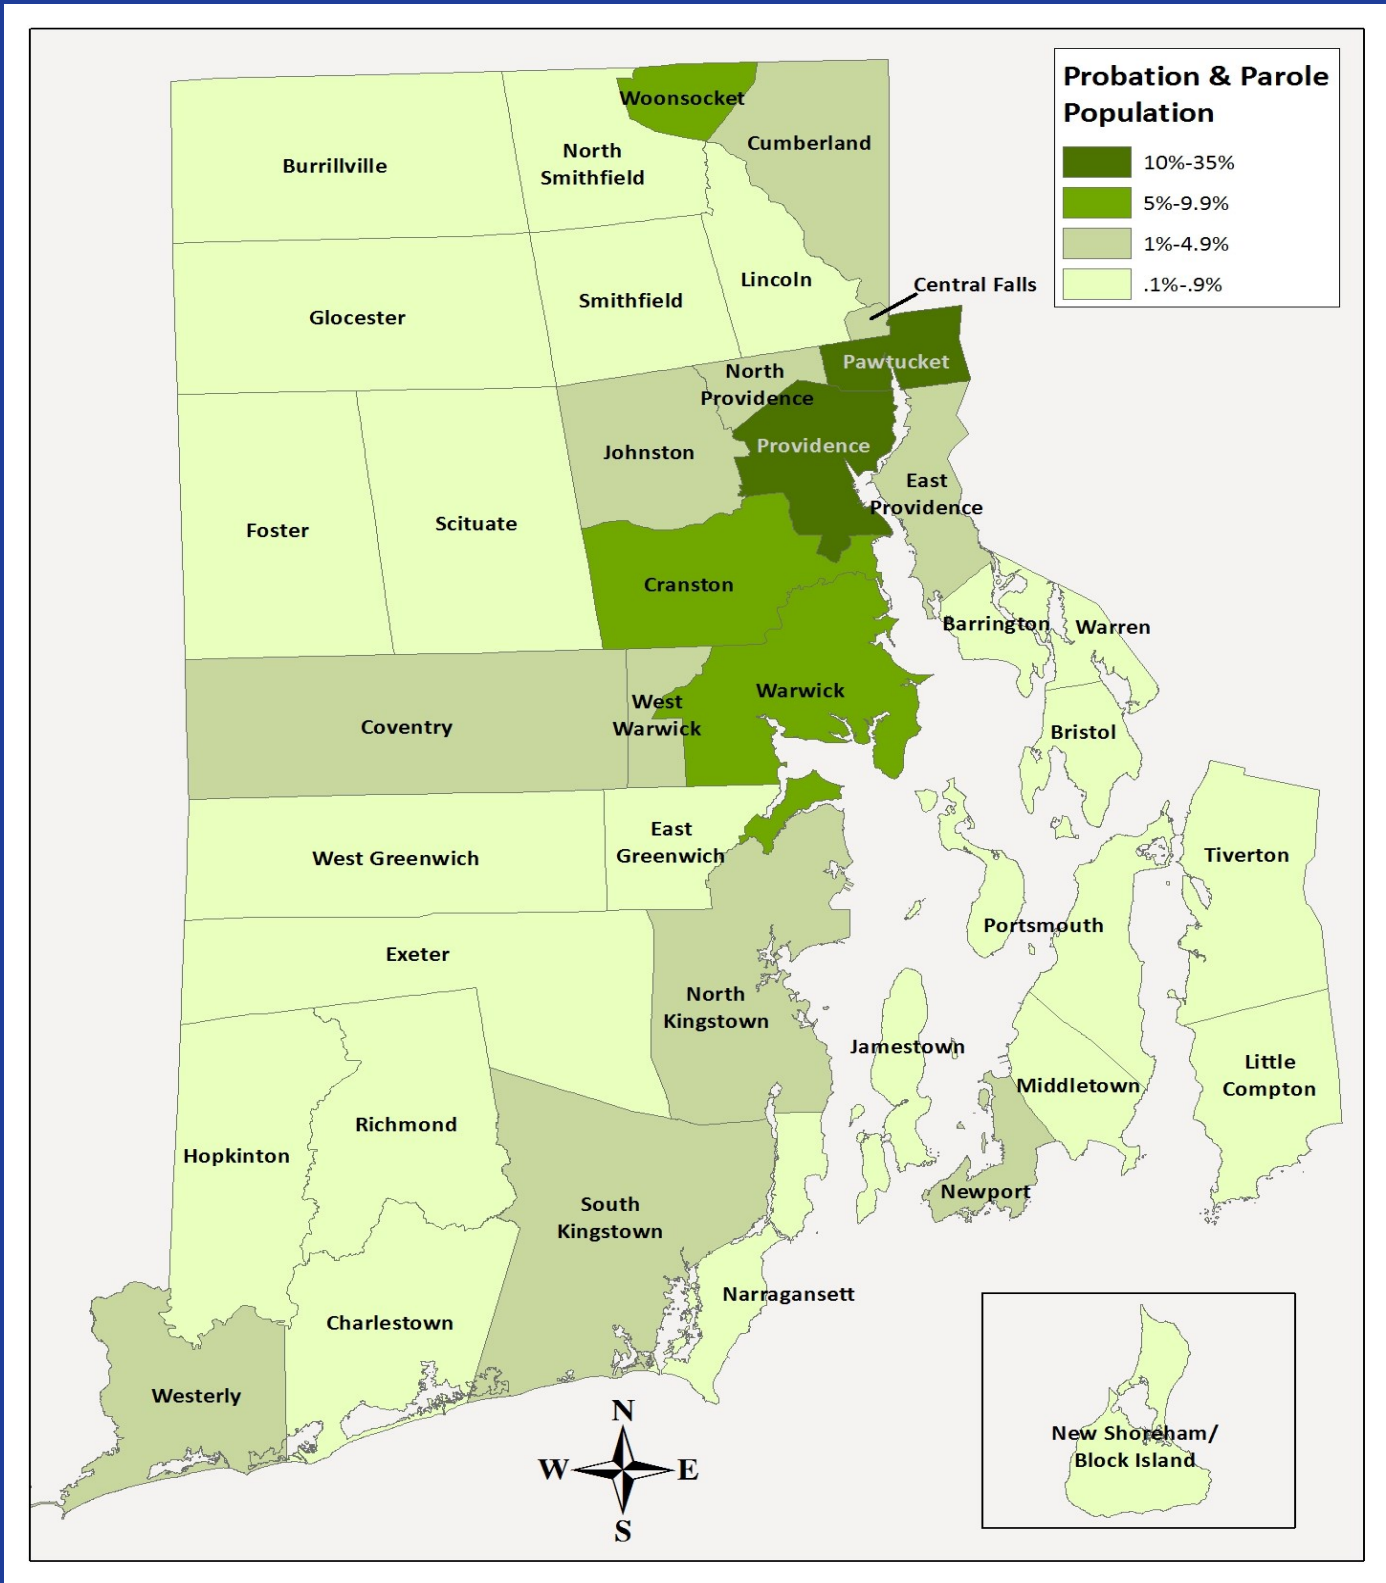 Probation & Parole
Population
10%-35%
5%-9.9%
1%-4.9%
.1%-.9%
Woonsocket
Cumberland
North
Smithfield
Burrillville
Lincoln
Central Falls
Smithfield
Glocester
Pawtucket
North
Providence
Providence
Johnston
East
Providence
Scituate
Foster
Cranston
Barrington
Warren
Warwick
West
Warwick
Coventry
Bristol
East
Greenwich
West Greenwich
Tiverton
Portsmouth
Exeter
North
Kingstown
Jamestown
Middletown
Little
Compton
Richmond
Hopkinton
Newport
South
Kingstown
Narragansett
Charlestown
Westerly
New Shoreham/
Block Island
N
W
E
S